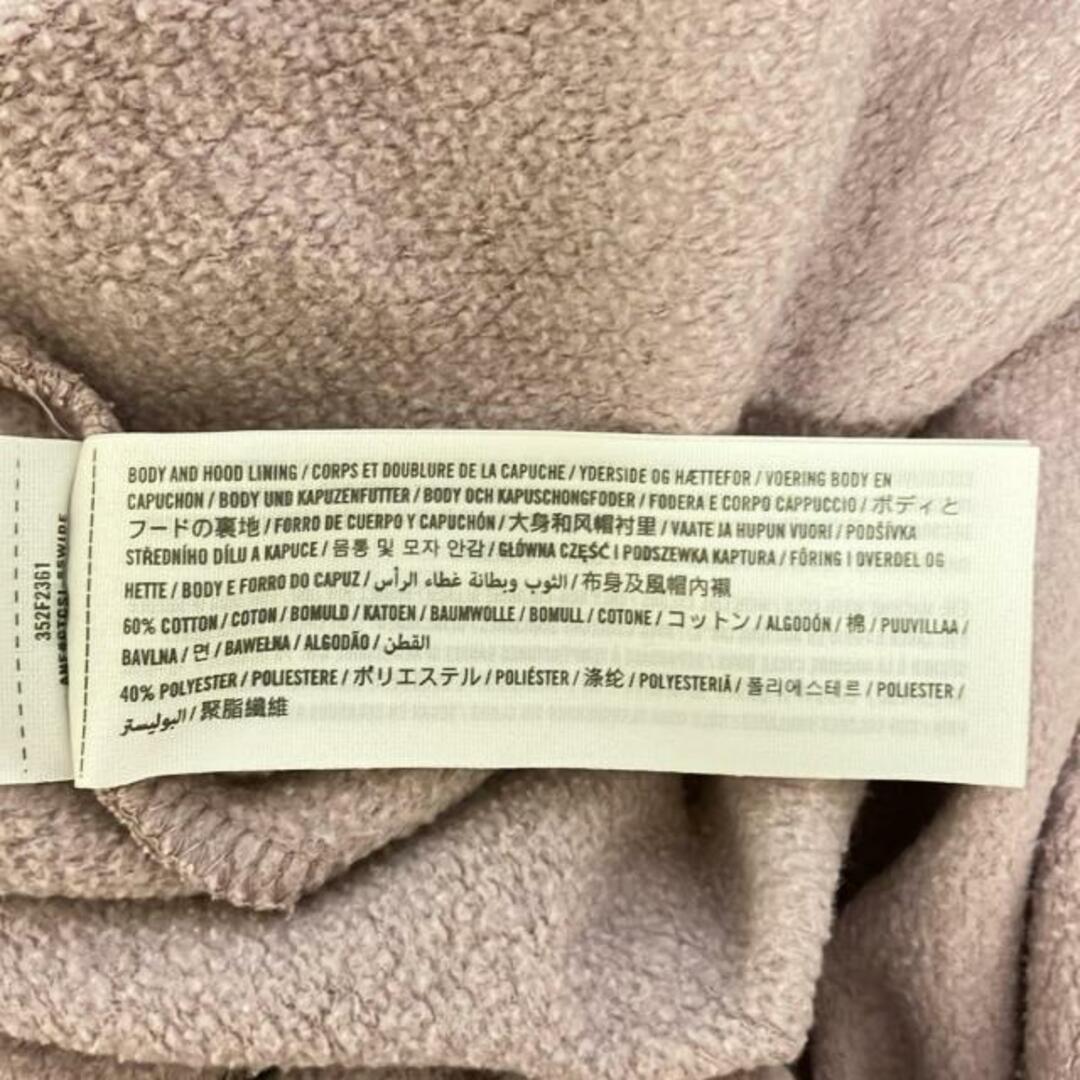 BODY AND HOOD LINING / CORPS ET DOUBLURE DE LA CAPUCHE / YDERSIDE OG HÆTTEFOR / VOERING BODY EN
CAPUCHON / BODY UND KAPUZENFUTTER / BODY OCH KAPUSCHONGFODER / FODERA E CORPO CAPPUCCIO / ボディと
フードの裏地 / FORRO DE CUERPO Y CAPUCHÓN / 大身和风帽衬里 / VAATE JA HUPUN VUORI / PODŠÍVKA
STŘEDNÍHO DÍLU A KAPUCE / 몸통 및 모자 안감 / GŁÓWNA CZĘŚĆ I PODSZEWKA KAPTURA / FÔRING I OVERDEL OG
HETTE / BODY E FORRO DO CAPUZ / الثوب وبطانة غطاء الرأس / 布身及風帽內襯
60% COTTON / COTON / BOMULD / KATOEN / BAUMWOLLE / BOMULL / COTONE / コットン / ALGODÓN / 棉 / PUUVILLAA /
BAVLNA / 면 / BAWEŁNA / ALGODÃO / القطن
40% POLYESTER / POLIESTERE / ポリエステル / POLIÉSTER / 涤纶 / POLYESTERIÄ / 폴리에스테르 / POLIESTER /
البوليستر / 聚脂纖維
352F2361